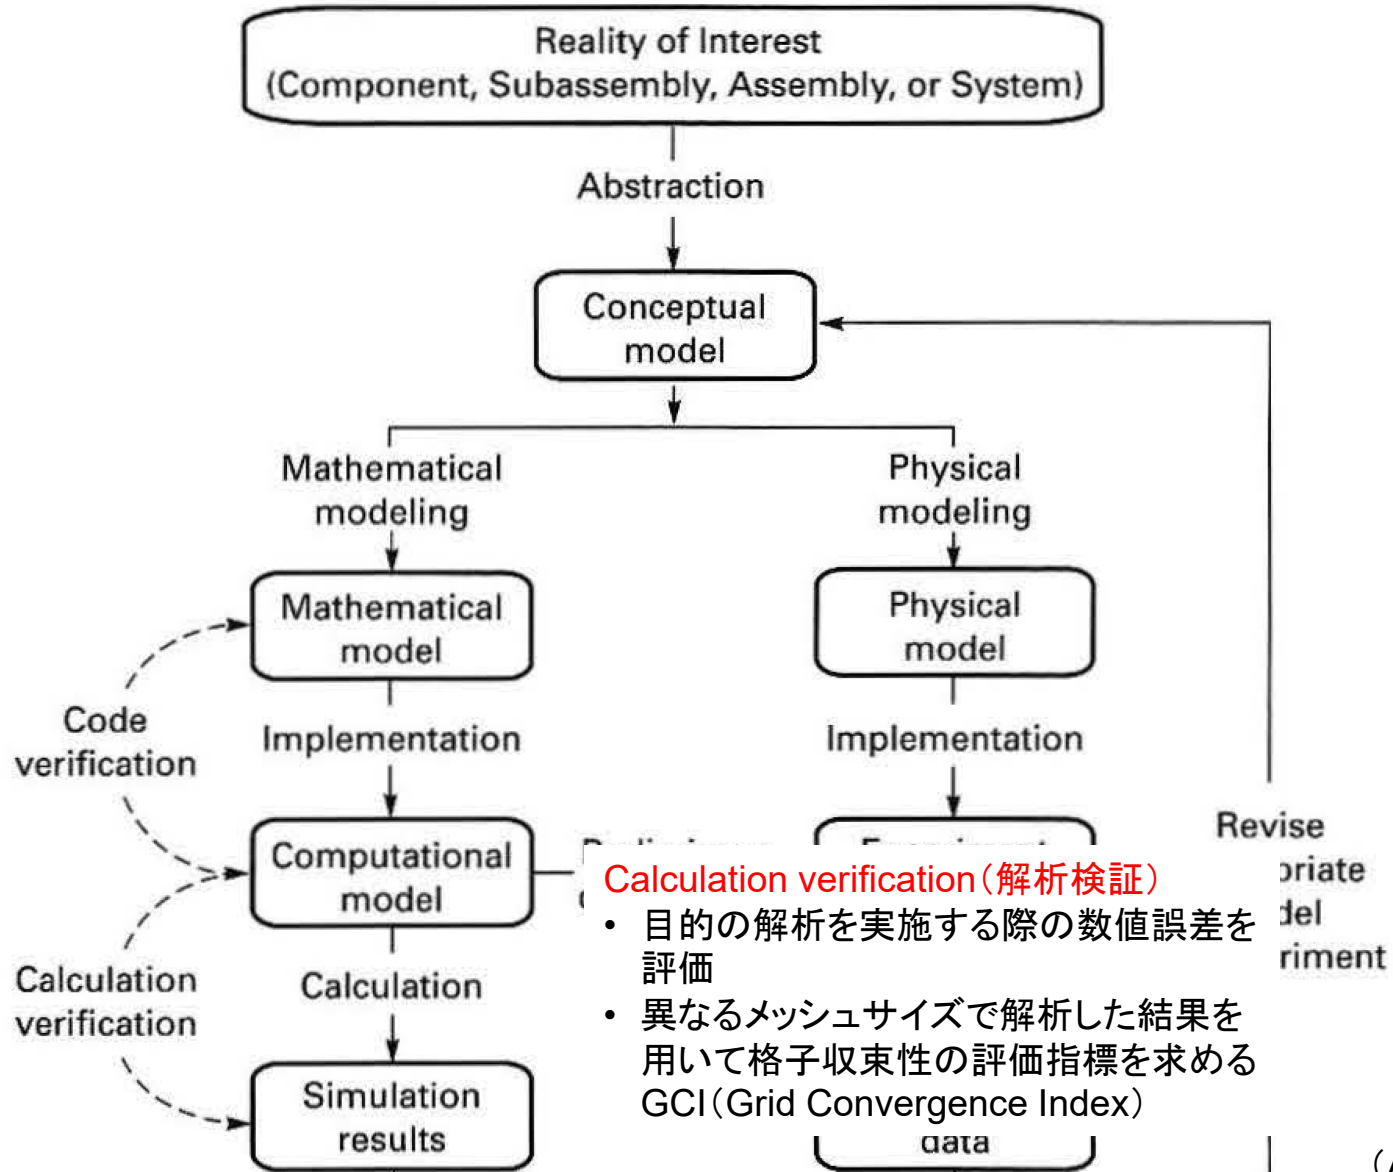 Reality of Interest
(Component, Subassembly, Assembly, or System)
Abstraction
Conceptual
model
Mathematical
modeling
Physical
modeling
Mathematical
model
Physical
model
Code
verification
Implementation
Implementation
Computational
model
Revise
model
Calculation verification（解析検証）
• 目的の解析を実施する際の数値誤差を
評価
• 異なるメッシュサイズで解析した結果を
用いて格子収束性の評価指標を求める
GCI（Grid Convergence Index）
Calculation
verification
Calculation
Simulation
results
data